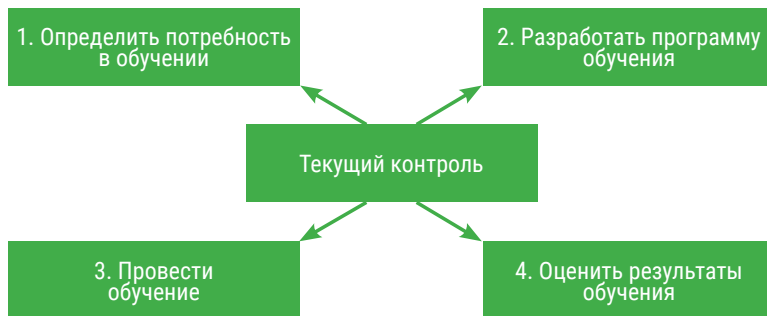 1. Определить потребность
в обучении
2. Разработать программу
обучения
Текущий контроль
3. Провести
обучение
4. Оценить результаты
обучения